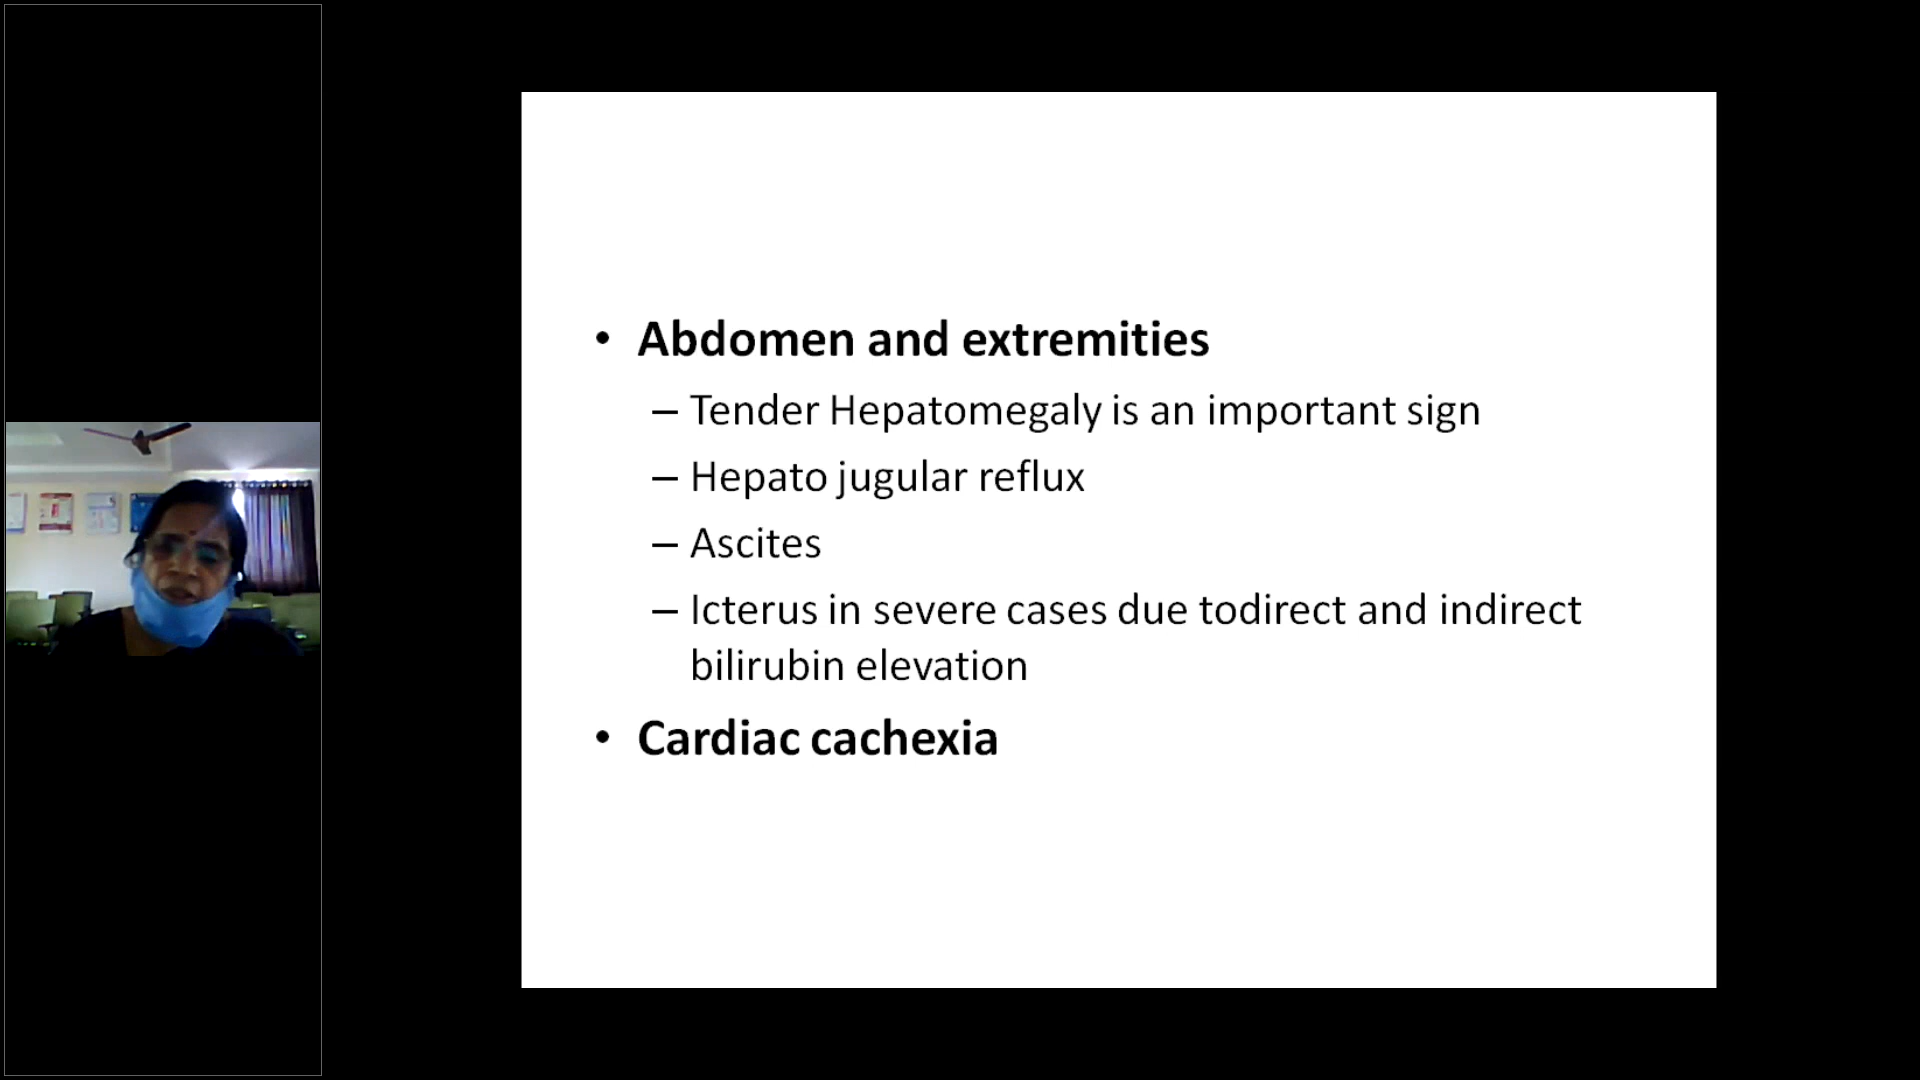 • Abdomen and extremities
– Tender Hepatomegaly is an important sign
– Hepato jugular reflux
– Ascites
– Icterus in severe cases due todirect and indirect
bilirubin elevation
• Cardiac cachexia